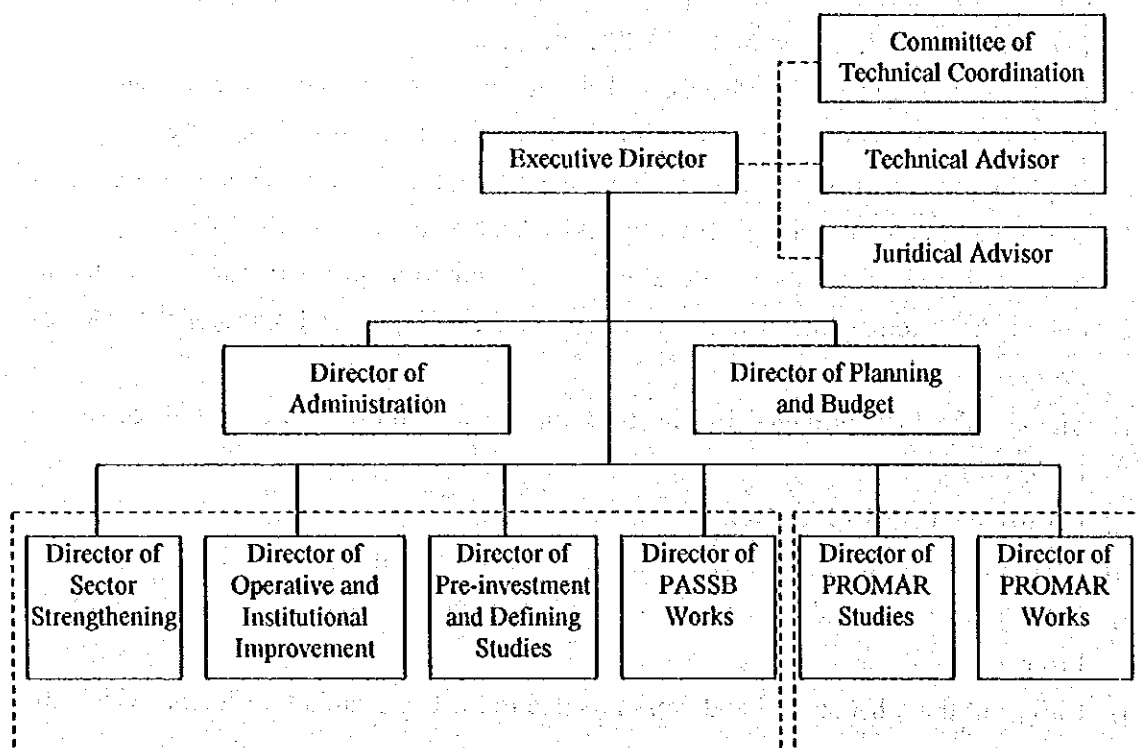 Committee of
Technical Coordination
Executive Director
Technical Advisor
Juridical Advisor
Director of
Administration
Director of Planning
and Budget
Director of
Sector
Strengthening
Director of
Operative and
Institutional
Improvement
Director of
Pre-investment
and Defining
Studies
Director of
PASSB
Works
Director of
PROMAR
Studies
Director of
PROMAR
Works